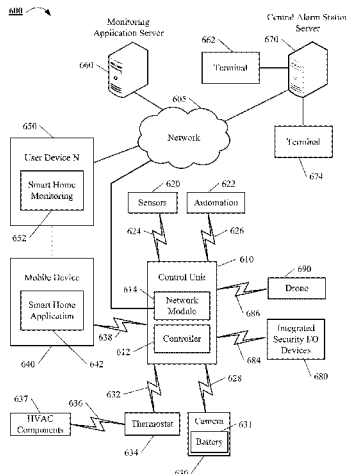 600
Monitoring
Application Server
660
Central Alarm Station
Server
670
662
Terminal
605
Network
650
User Device N
Smart Home
Monitoring
652
Terminal
674
620
622
Sensors
Automation
624
626
610
Control Unit
614
Network
Module
690
Drone
686
Mobile Device
Smart Home
Application
640
642
638
612
Controller
Integrated
Security I/O
Devices
684
680
632
628
637
636
HVAC
Components
Thermostat
634
Camera
631
Battery
630